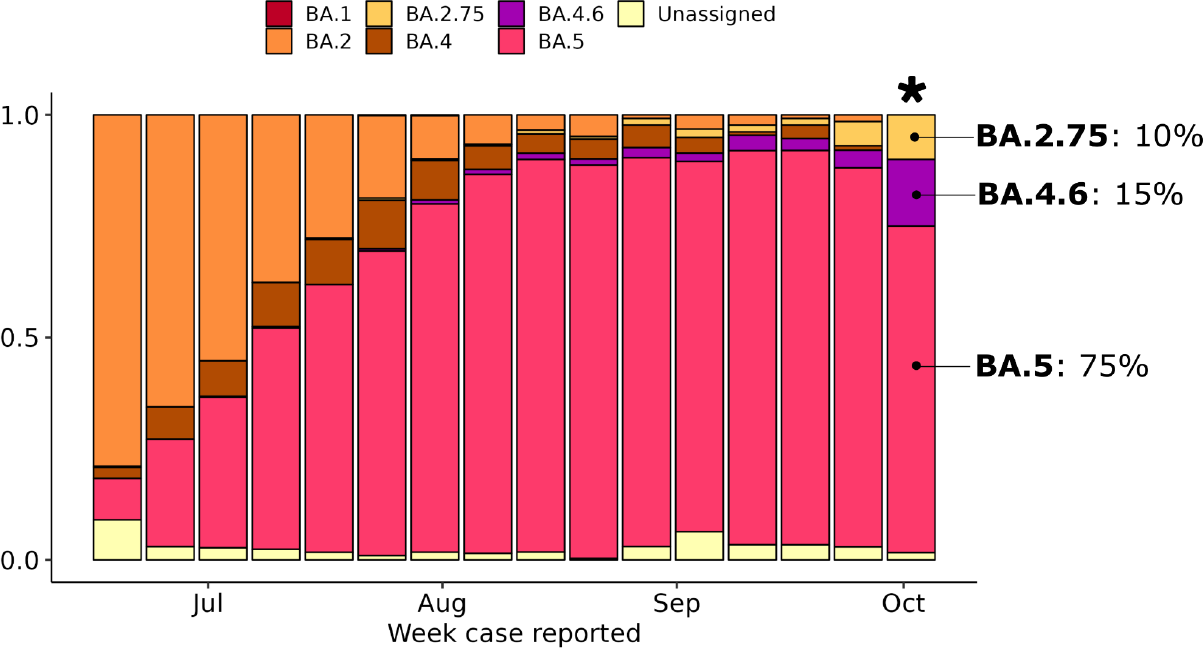 BA.1 BA.2.75 BA.4.6 Unassigned
BA.2 BA.4 BA.5
*
1.0
BA.2.75: 10%
BA.4.6: 15%
0.5
BA.5: 75%
0.0
Jul Aug Sep Oct
Week case reported